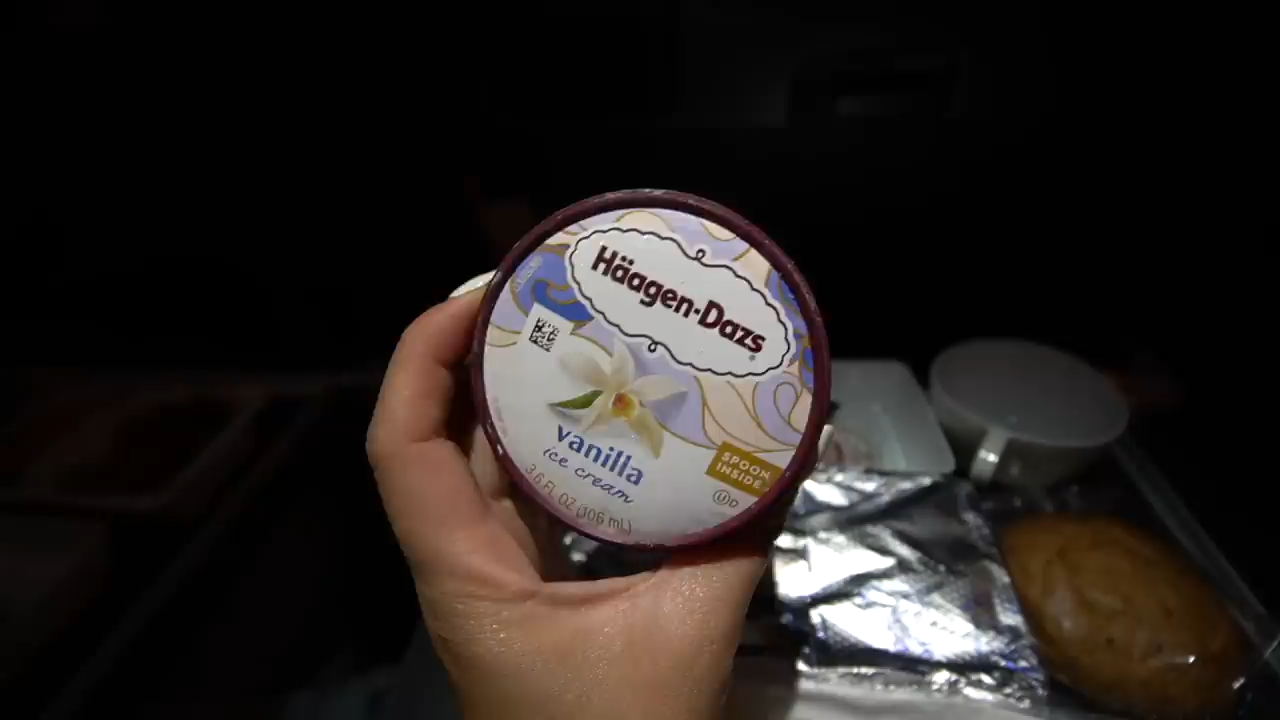 Häagen-Dazs
®
vanilla
ice cream
3.6 FL OZ (106 mL)
SPOON
INSIDE
U D